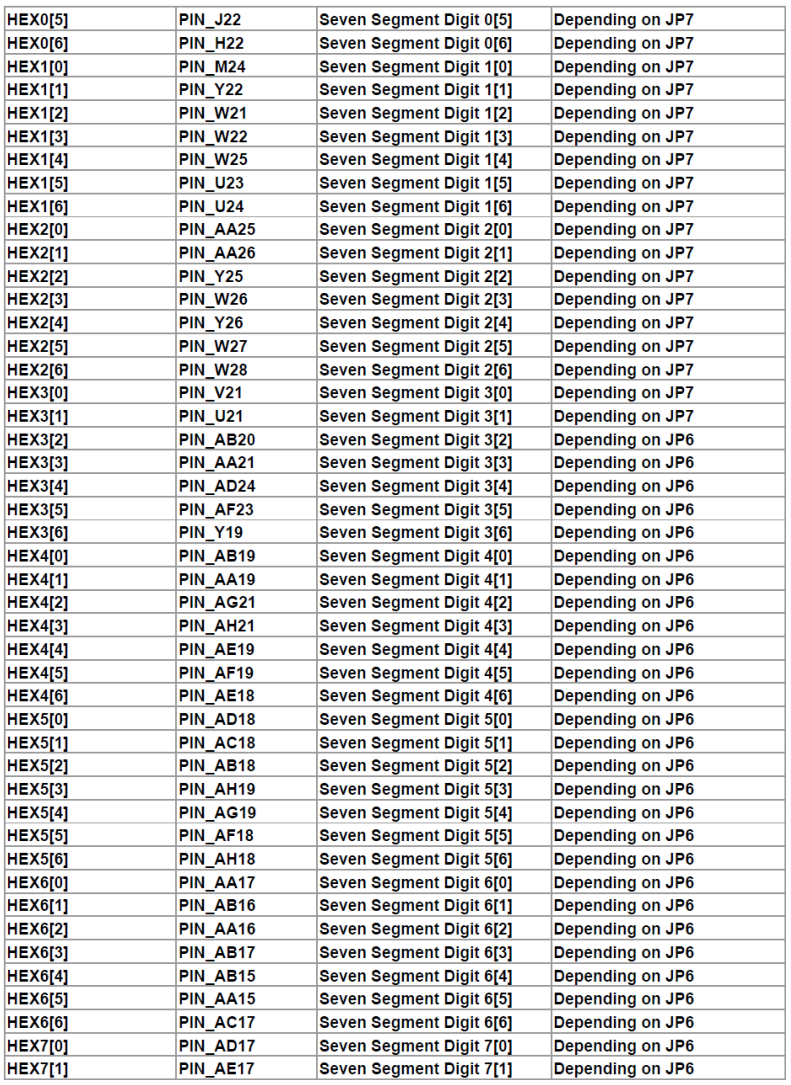 HEX0[5] PIN_J22 Seven Segment Digit 0[5] Depending on JP7
HEX0[6] PIN_H22 Seven Segment Digit 0[6] Depending on JP7
HEX1[0] PIN_M24 Seven Segment Digit 1[0] Depending on JP7
HEX1[1] PIN_Y22 Seven Segment Digit 1[1] Depending on JP7
HEX1[2] PIN_W21 Seven Segment Digit 1[2] Depending on JP7
HEX1[3] PIN_W22 Seven Segment Digit 1[3] Depending on JP7
HEX1[4] PIN_W25 Seven Segment Digit 1[4] Depending on JP7
HEX1[5] PIN_U23 Seven Segment Digit 1[5] Depending on JP7
HEX1[6] PIN_U24 Seven Segment Digit 1[6] Depending on JP7
HEX2[0] PIN_AA25 Seven Segment Digit 2[0] Depending on JP7
HEX2[1] PIN_AA26 Seven Segment Digit 2[1] Depending on JP7
HEX2[2] PIN_Y25 Seven Segment Digit 2[2] Depending on JP7
HEX2[3] PIN_W26 Seven Segment Digit 2[3] Depending on JP7
HEX2[4] PIN_Y26 Seven Segment Digit 2[4] Depending on JP7
HEX2[5] PIN_W27 Seven Segment Digit 2[5] Depending on JP7
HEX2[6] PIN_W28 Seven Segment Digit 2[6] Depending on JP7
HEX3[0] PIN_V21 Seven Segment Digit 3[0] Depending on JP7
HEX3[1] PIN_U21 Seven Segment Digit 3[1] Depending on JP7
HEX3[2] PIN_AB20 Seven Segment Digit 3[2] Depending on JP6
HEX3[3] PIN_AA21 Seven Segment Digit 3[3] Depending on JP6
HEX3[4] PIN_AD24 Seven Segment Digit 3[4] Depending on JP6
HEX3[5] PIN_AF23 Seven Segment Digit 3[5] Depending on JP6
HEX3[6] PIN_Y19 Seven Segment Digit 3[6] Depending on JP6
HEX4[0] PIN_AB19 Seven Segment Digit 4[0] Depending on JP6
HEX4[1] PIN_AA19 Seven Segment Digit 4[1] Depending on JP6
HEX4[2] PIN_AG21 Seven Segment Digit 4[2] Depending on JP6
HEX4[3] PIN_AH21 Seven Segment Digit 4[3] Depending on JP6
HEX4[4] PIN_AE19 Seven Segment Digit 4[4] Depending on JP6
HEX4[5] PIN_AF19 Seven Segment Digit 4[5] Depending on JP6
HEX4[6] PIN_AE18 Seven Segment Digit 4[6] Depending on JP6
HEX5[0] PIN_AD18 Seven Segment Digit 5[0] Depending on JP6
HEX5[1] PIN_AC18 Seven Segment Digit 5[1] Depending on JP6
HEX5[2] PIN_AB18 Seven Segment Digit 5[2] Depending on JP6
HEX5[3] PIN_AH19 Seven Segment Digit 5[3] Depending on JP6
HEX5[4] PIN_AG19 Seven Segment Digit 5[4] Depending on JP6
HEX5[5] PIN_AF18 Seven Segment Digit 5[5] Depending on JP6
HEX5[6] PIN_AH18 Seven Segment Digit 5[6] Depending on JP6
HEX6[0] PIN_AA17 Seven Segment Digit 6[0] Depending on JP6
HEX6[1] PIN_AB16 Seven Segment Digit 6[1] Depending on JP6
HEX6[2] PIN_AA16 Seven Segment Digit 6[2] Depending on JP6
HEX6[3] PIN_AB17 Seven Segment Digit 6[3] Depending on JP6
HEX6[4] PIN_AB15 Seven Segment Digit 6[4] Depending on JP6
HEX6[5] PIN_AA15 Seven Segment Digit 6[5] Depending on JP6
HEX6[6] PIN_AC17 Seven Segment Digit 6[6] Depending on JP6
HEX7[0] PIN_AD17 Seven Segment Digit 7[0] Depending on JP6
HEX7[1] PIN_AE17 Seven Segment Digit 7[1] Depending on JP6